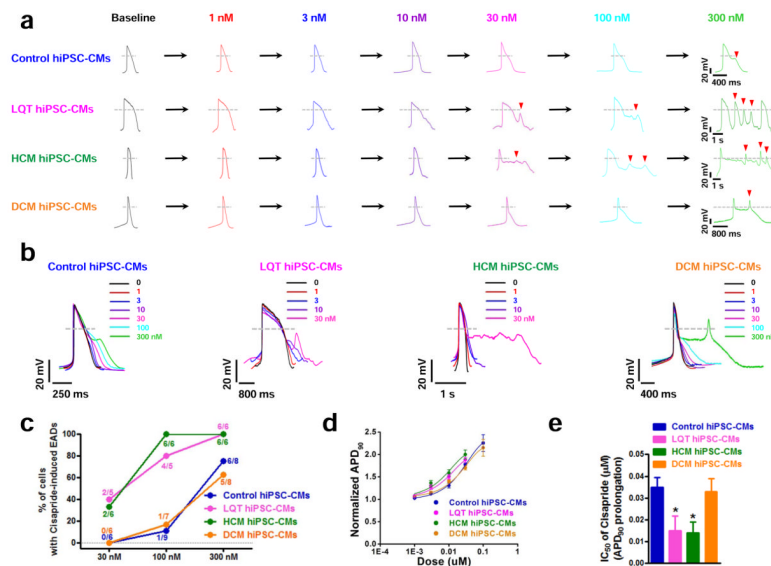 a
Baseline 1 nM 3 nM 10 nM 30 nM 100 nM 300 nM
Control hiPSC-CMs
20 mV
400 ms
LQT hiPSC-CMs
20 mV
1 s
HCM hiPSC-CMs
20 mV
1 s
DCM hiPSC-CMs
20 mV
800 ms
b
Control hiPSC-CMs
0
1
3
10
30
100
300 nM
20 mV
250 ms
LQT hiPSC-CMs
0
1
3
10
30 nM
20 mV
800 ms
HCM hiPSC-CMs
0
1
3
10
30 nM
20 mV
1 s
DCM hiPSC-CMs
0
1
3
10
30
100
300 n
20 mV
400 ms
c
% of cells
with Cisapride-induced EADs
100
80
60
40
20
0
2/5
2/6
0/6
0/6
6/6
4/5
1/7
1/9
6/6
6/6
6/8
5/8
Control hiPSC-CMs
LQT hiPSC-CMs
HCM hiPSC-CMs
DCM hiPSC-CMs
30 nM 100 nM 300 nM
d
Normalized APD90
2.5
2.0
1.5
1.0
0.5
0.0
Control hiPSC-CMs
LQT hiPSC-CMs
HCM hiPSC-CMs
DCM hiPSC-CMs
1E-4 1E-3 0.01 0.1 1
Dose (uM)
e
Control hiPSC-CMs
LQT hiPSC-CMs
HCM hiPSC-CMs
DCM hiPSC-CMs
IC50 of Cisapride (μM)
(APD90 prolongation)
0.05
0.04
0.03
0.02
0.01
0.00
* *